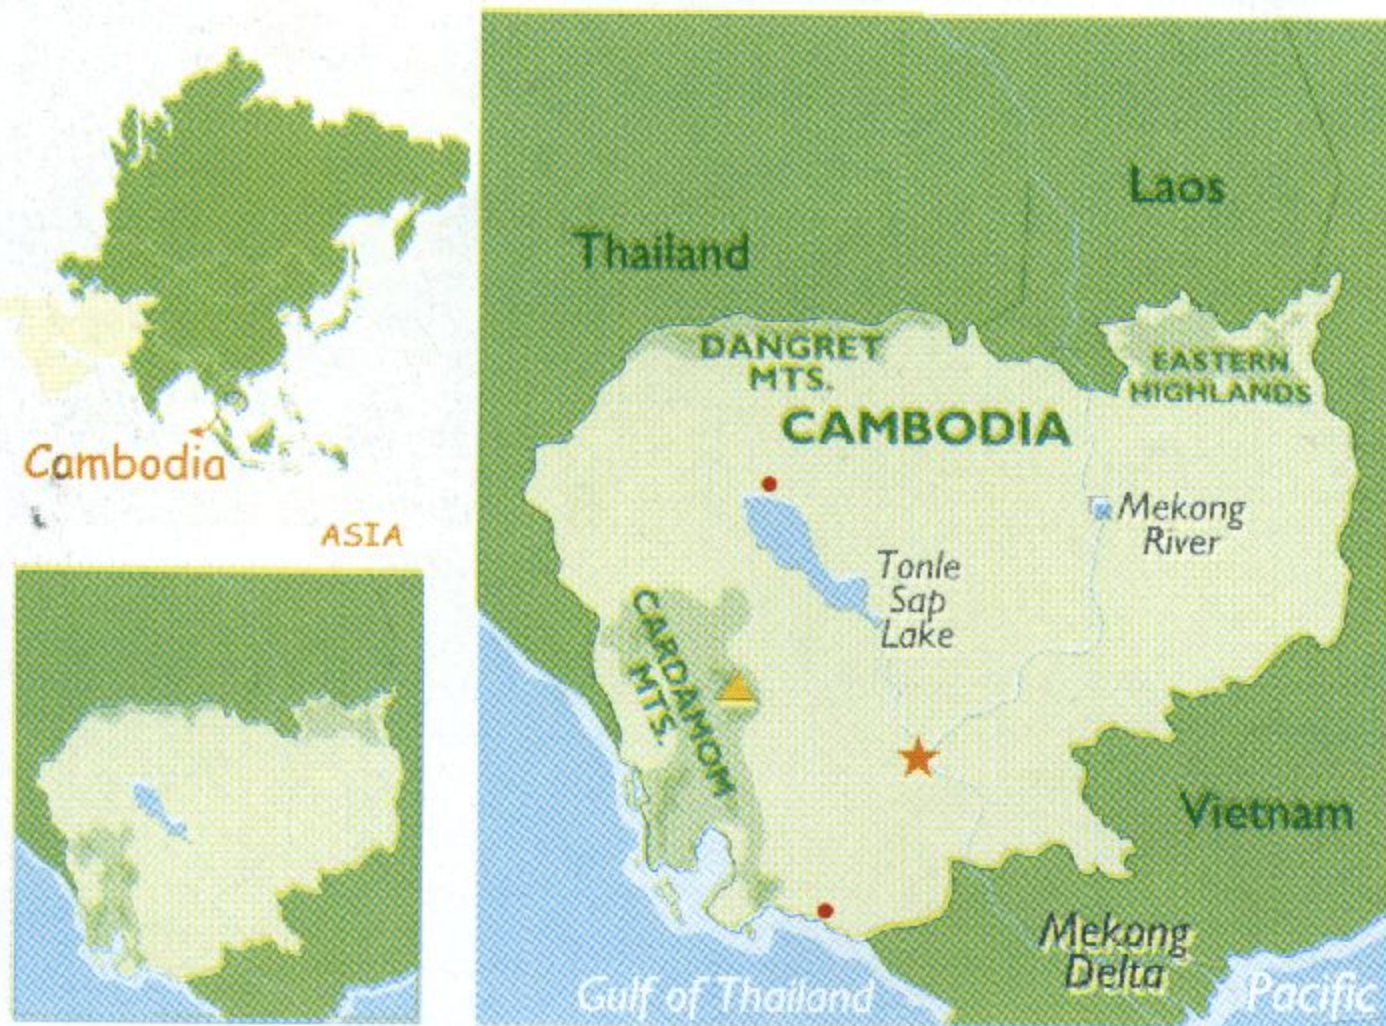 Cambodia
ASIA
Thailand
Laos
DANGRET
MTS.
EASTERN
HIGHLANDS
CAMBODIA
Mekong
River
Tonle
Sap
Lake
CARDAMOM
MTS.
Vietnam
Mekong
Delta
Gulf of Thailand
Pacific